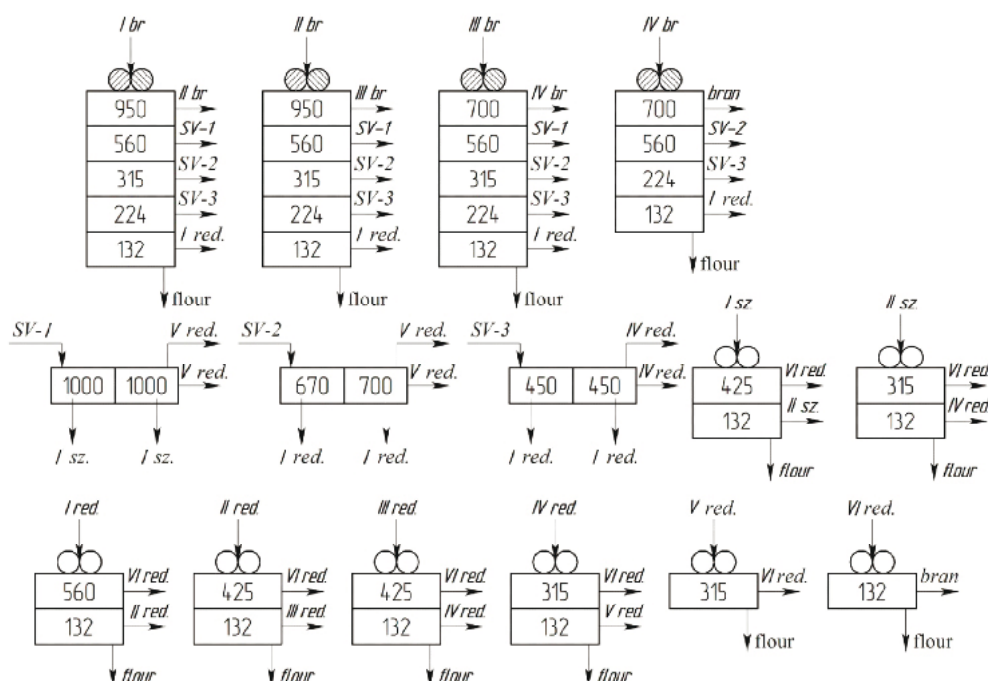 I br II br III br IV br
950 II br 950 III br 700 IV br 700 bran
560 SV-1 560 SV-1 560 SV-1 560 SV-2
315 SV-2 315 SV-2 315 SV-2 224 SV-3
224 SV-3 224 SV-3 224 SV-3 132 I red.
132 I red. 132 I red. 132 I red. flour
flour flour flour
SV-1 V red. SV-2 V red. SV-3 IV red. I sz. II sz.
1000 1000 V red. 670 700 V red. 450 450 IV red. 425 VI red. 315 VI red.
132 II sz. 132 IV red.
I sz. I sz. I red. I red. I red. I red. flour flour
I red. II red. III red. IV red. V red. VI red.
560 VI red. 425 VI red. 425 VI red. 315 VI red. 315 VI red. 132 bran
132 II red. 132 III red. 132 IV red. 132 V red. flour flour
flour flour flour flour